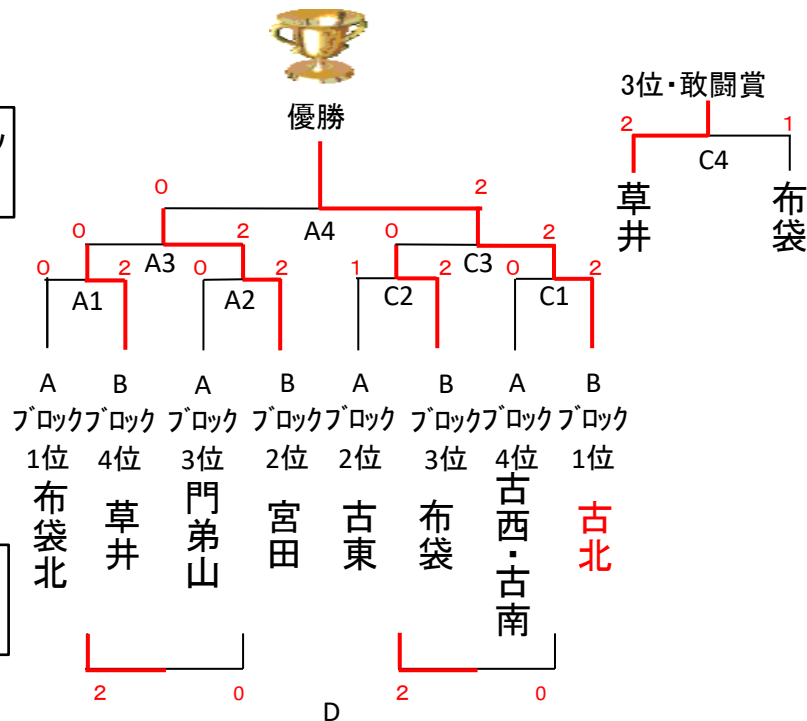 3位・敢闘賞
優勝
2
1
C4
草井
布袋
0
2
A4
0
2
0
2
A3
C3
0
2
0
2
1
2
0
2
A1
A2
C2
C1
A
B
A
B
A
B
A
B
ブロック
ブロック
ブロック
ブロック
ブロック
ブロック
ブロック
ブロック
1位
4位
3位
2位
2位
3位
4位
1位
布袋北
草井
門弟山
宮田
古東
布袋
古西・古南
古北
2
0
2
0
D